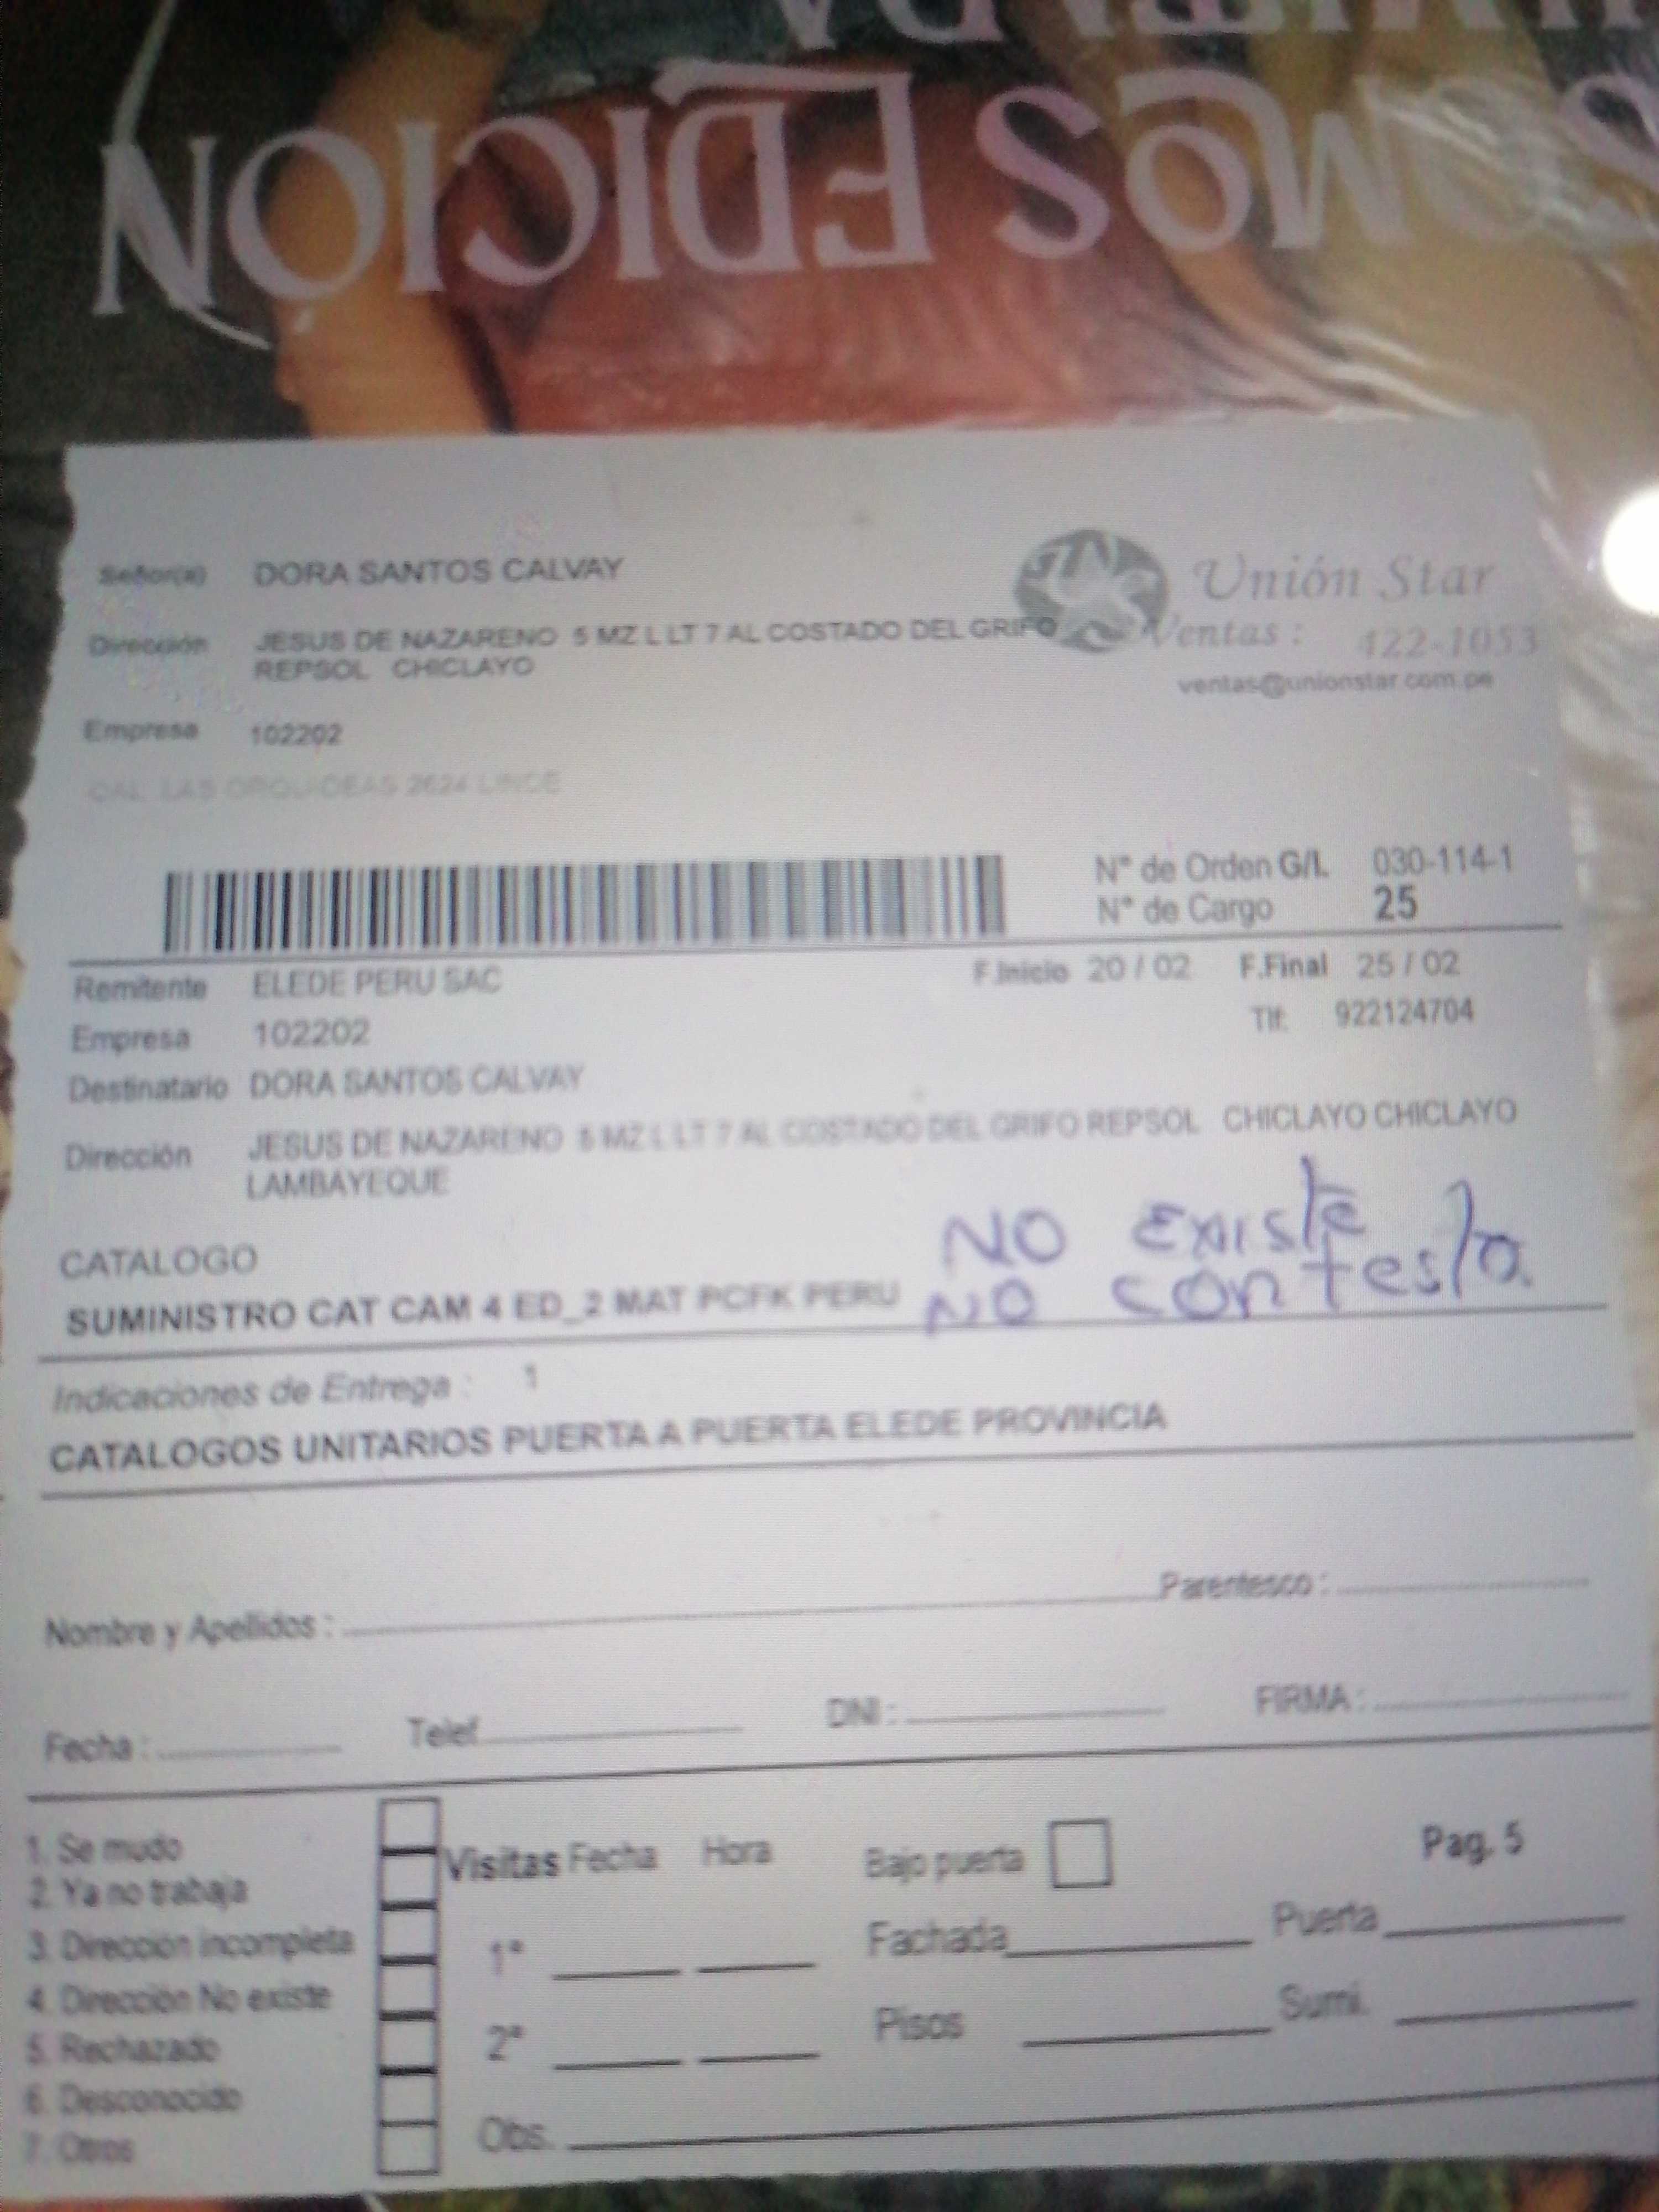 SOMOS EDICIÓN
Señor(a) DORA SANTOS CALVAY
Unión Star
Dirección JESUS DE NAZARENO 5 MZ L LT 7 AL COSTADO DEL GRIFO
REPSOL CHICLAYO
Ventas : 422-1053
ventas@unionstar.com.pe
Empresa 102202
CAL. LAS ORQUIDEAS 2624 LINCE
N° de Orden G/I. 030-114-1
N° de Cargo 25
Remitente ELEDE PERU SAC F.Inicio 20 / 02 F.Final 25 / 02
Empresa 102202 Tlf: 922124704
Destinatario DORA SANTOS CALVAY
Dirección JESUS DE NAZARENO 5 MZ L LT 7 AL COSTADO DEL GRIFO REPSOL CHICLAYO CHICLAYO
LAMBAYEQUE
NO Existe
CATALOGO
NO contesta.
SUMINISTRO CAT CAM 4 ED_2 MAT PCFK PERU
Indicaciones de Entrega : 1
CATALOGOS UNITARIOS PUERTA A PUERTA ELEDE PROVINCIA
Nombre y Apellidos : Parentesco :
Fecha : Telef. DNI : FIRMA :
1. Se mudo
2. Ya no trabaja
3. Dirección incompleta
4. Dirección No existe
5. Rechazado
6. Desconocido
7. Otros
Visitas Fecha Hora
1°
2°
Obs.
Bajo puerta Pag. 5
Fachada Puerta
Pisos Sumi.